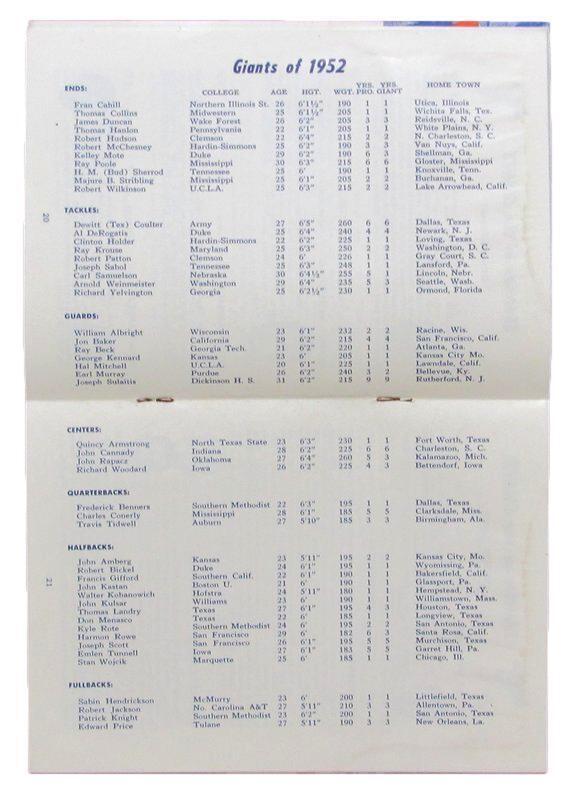 Giants of 1952
COLLEGE AGE HGT. WGT. YRS. PRO. YRS. GIANT HOME TOWN
ENDS:
Fran Cahill Northern Illinois St. 26 6'1½" 190 1 1 Utica, Illinois
Thomas Collins Midwestern 25 6'1½" 205 1 1 Wichita Falls, Tex.
James Duncan Wake Forest 26 6'2" 205 3 3 Reidsville, N. C.
Thomas Hanlon Pennsylvania 22 6'1" 205 1 1 White Plains, N. Y.
Robert Hudson Clemson 22 6'4" 215 2 2 N. Charleston, S. C.
Robert McChesney Hardin-Simmons 25 6'2" 190 3 3 Van Nuys, Calif.
Kelley Mote Duke 29 6'2" 190 6 3 Shellman, Ga.
Ray Poole Mississippi 30 6'3" 215 6 6 Gloster, Mississippi
H. M. (Bud) Sherrod Tennessee 25 6' 190 1 1 Knoxville, Tenn.
Majure B. Stribling Mississippi 25 6'1" 205 2 2 Buchanan, Ga.
Robert Wilkinson U.C.L.A. 25 6'3" 215 2 2 Lake Arrowhead, Calif.
20
TACKLES:
Dewitt (Tex) Coulter Army 27 6'5" 260 6 6 Dallas, Texas
Al DeRogatis Duke 25 6'4" 240 4 4 Newark, N. J.
Clinton Holder Hardin-Simmons 22 6'2" 225 1 1 Loving, Texas
Ray Krouse Maryland 25 6'3" 250 2 2 Washington, D. C.
Robert Patton Clemson 24 6' 226 1 1 Gray Court, S. C.
Joseph Sahol Tennessee 25 6'3" 248 1 1 Lansford, Pa.
Carl Samuelson Nebraska 30 6'4½" 255 5 1 Lincoln, Nebr.
Arnold Weinmeister Washington 29 6'4" 235 5 3 Seattle, Wash.
Richard Yelvington Georgia 25 6'2½" 230 1 1 Ormond, Florida
GUARDS:
William Albright Wisconsin 23 6'1" 232 2 2 Racine, Wis.
Jon Baker California 29 6'2" 215 4 4 San Francisco, Calif.
Ray Beck Georgia Tech. 21 6'2" 220 1 1 Atlanta, Ga.
George Kennard Kansas 23 6' 205 1 1 Kansas City Mo.
Hal Mitchell U.C.L.A. 20 6'1" 225 1 1 Lawndale, Calif.
Earl Murray Purdue 26 6'2" 240 3 2 Bellevue, Ky.
Joseph Sulaitis Dickinson H. S. 31 6'2" 215 9 9 Rutherford, N. J.
CENTERS:
Quincy Armstrong North Texas State 23 6'3" 230 1 1 Fort Worth, Texas
John Cannady Indiana 28 6'2" 225 6 6 Charleston, S. C.
John Rapacz Oklahoma 27 6'4" 260 5 3 Kalamazoo, Mich.
Richard Woodard Iowa 26 6'2" 225 4 3 Bettendorf, Iowa
QUARTERBACKS:
Frederick Benners Southern Methodist 22 6'3" 195 1 1 Dallas, Texas
Charles Conerly Mississippi 28 6'1" 185 5 5 Clarksdale, Miss.
Travis Tidwell Auburn 27 5'10" 185 3 3 Birmingham, Ala.
HALFBACKS:
John Amberg Kansas 23 5'11" 195 2 2 Kansas City, Mo.
Robert Bickel Duke 24 6'1" 195 1 1 Wyomissing, Pa.
Francis Gifford Southern Calif. 22 6'1" 190 1 1 Bakersfield, Calif.
John Kastan Boston U. 21 6' 190 1 1 Glassport, Pa.
Walter Kobanowich Hofstra 24 5'11" 180 1 1 Hempstead, N. Y.
John Kulsar Williams 23 6' 190 1 1 Williamstown, Mass.
Thomas Landry Texas 27 6'1" 195 4 3 Houston, Texas
Don Menasco Texas 22 6' 185 1 1 Longview, Texas
Kyle Rote Southern Methodist 24 6' 195 2 2 San Antonio, Texas
Harmon Rowe San Francisco 29 6' 182 6 3 Santa Rosa, Calif.
Joseph Scott San Francisco 26 6'1" 195 5 5 Murchison, Texas
Emlen Tunnell Iowa 27 6'1" 183 5 5 Garret Hill, Pa.
Stan Wojcik Marquette 25 6' 185 1 1 Chicago, Ill.
21
FULLBACKS:
Sabin Hendrickson McMurry 23 6' 200 1 1 Littlefield, Texas
Robert Jackson No. Carolina A&T 27 5'11" 210 3 3 Allentown, Pa.
Patrick Knight Southern Methodist 23 6'2" 200 1 1 San Antonio, Texas
Edward Price Tulane 27 5'11" 190 3 3 New Orleans, La.